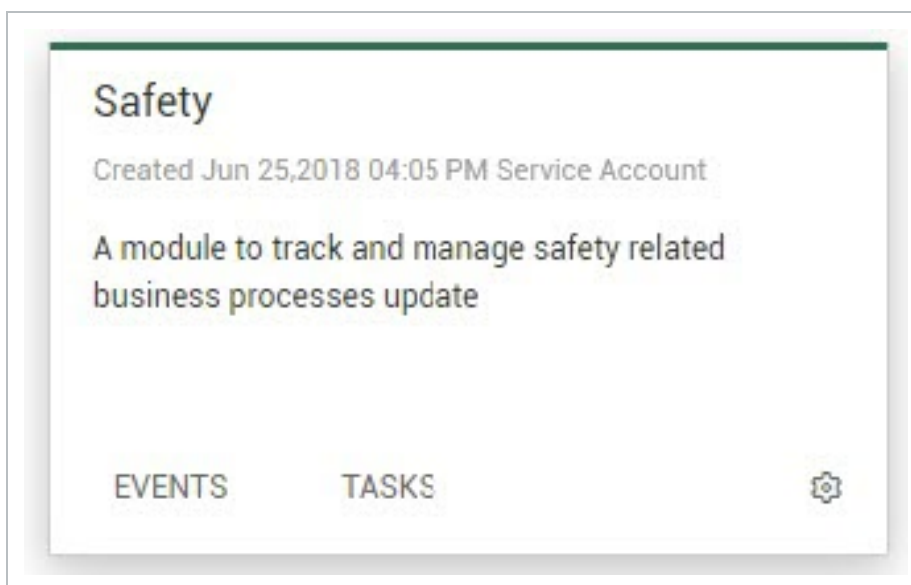 Safety
Created Jun 25,2018 04:05 PM Service Account
A module to track and manage safety related
business processes update
EVENTS TASKS